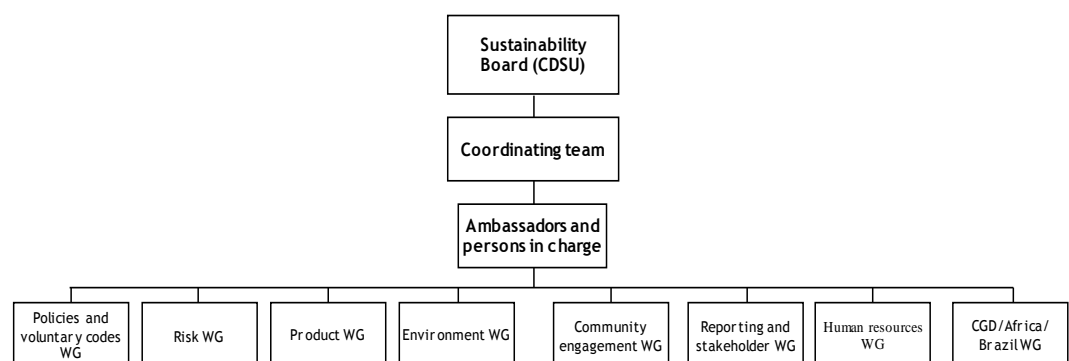 Sustainability
Board (CDSU)
Coordinating team
Ambassadors and
persons in charge
Policies and
voluntary codes
WG
Risk WG
Product WG
Environment WG
Community
engagement WG
Reporting and
stakeholder WG
Human resources
WG
CGD/Africa/
Brazil WG